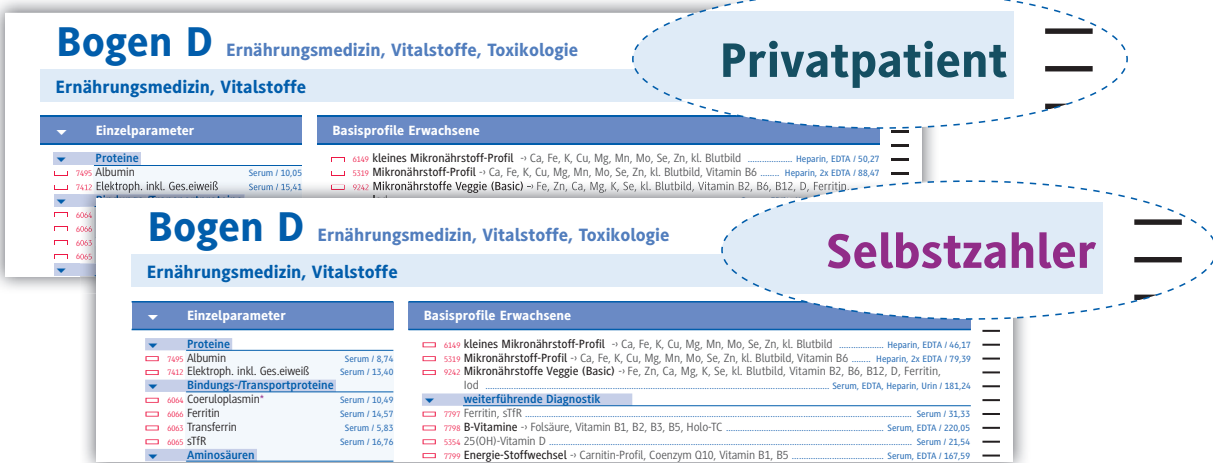 Bogen D Ernährungsmedizin, Vitalstoffe, Toxikologie
Privatpatient
Ernährungsmedizin, Vitalstoffe
Einzelparameter
Proteine
7495 Albumin Serum / 10,05
7412 Elektroph. inkl. Ges.eiweiß Serum / 15,41
6064
6066
6063
6065
Basisprofile Erwachsene
6149 kleines Mikronährstoff-Profil -› Ca, Fe, K, Cu, Mg, Mn, Mo, Se, Zn, kl. Blutbild Heparin, EDTA / 50,27
5319 Mikronährstoff-Profil -› Ca, Fe, K, Cu, Mg, Mn, Mo, Se, Zn, kl. Blutbild, Vitamin B6 Heparin, 2x EDTA / 88,47
9242 Mikronährstoffe Veggie (Basic) -› Fe, Zn, Ca, Mg, K, Se, kl. Blutbild, Vitamin B2, B6, B12, D, Ferritin,
Bogen D Ernährungsmedizin, Vitalstoffe, Toxikologie
Selbstzahler
Ernährungsmedizin, Vitalstoffe
Einzelparameter
Proteine
7495 Albumin Serum / 8,74
7412 Elektroph. inkl. Ges.eiweiß Serum / 13,40
Bindungs-/Transportproteine
6064 Coeruloplasmin* Serum / 10,49
6066 Ferritin Serum / 14,57
6063 Transferrin Serum / 5,83
6065 sTfR Serum / 16,76
Aminosäuren
Basisprofile Erwachsene
6149 kleines Mikronährstoff-Profil -› Ca, Fe, K, Cu, Mg, Mn, Mo, Se, Zn, kl. Blutbild Heparin, EDTA / 46,17
5319 Mikronährstoff-Profil -› Ca, Fe, K, Cu, Mg, Mn, Mo, Se, Zn, kl. Blutbild, Vitamin B6 Heparin, 2x EDTA / 79,39
9242 Mikronährstoffe Veggie (Basic) -› Fe, Zn, Ca, Mg, K, Se, kl. Blutbild, Vitamin B2, B6, B12, D, Ferritin,
Iod Serum, EDTA, Heparin, Urin / 181,24
weiterführende Diagnostik
7797 Ferritin, sTfR Serum / 31,33
7798 B-Vitamine -› Folsäure, Vitamin B1, B2, B3, B5, Holo-TC Serum, EDTA / 220,05
5354 25(OH)-Vitamin D Serum / 21,54
7799 Energie-Stoffwechsel -› Carnitin-Profil, Coenzym Q10, Vitamin B1, B5 Serum, EDTA / 167,59